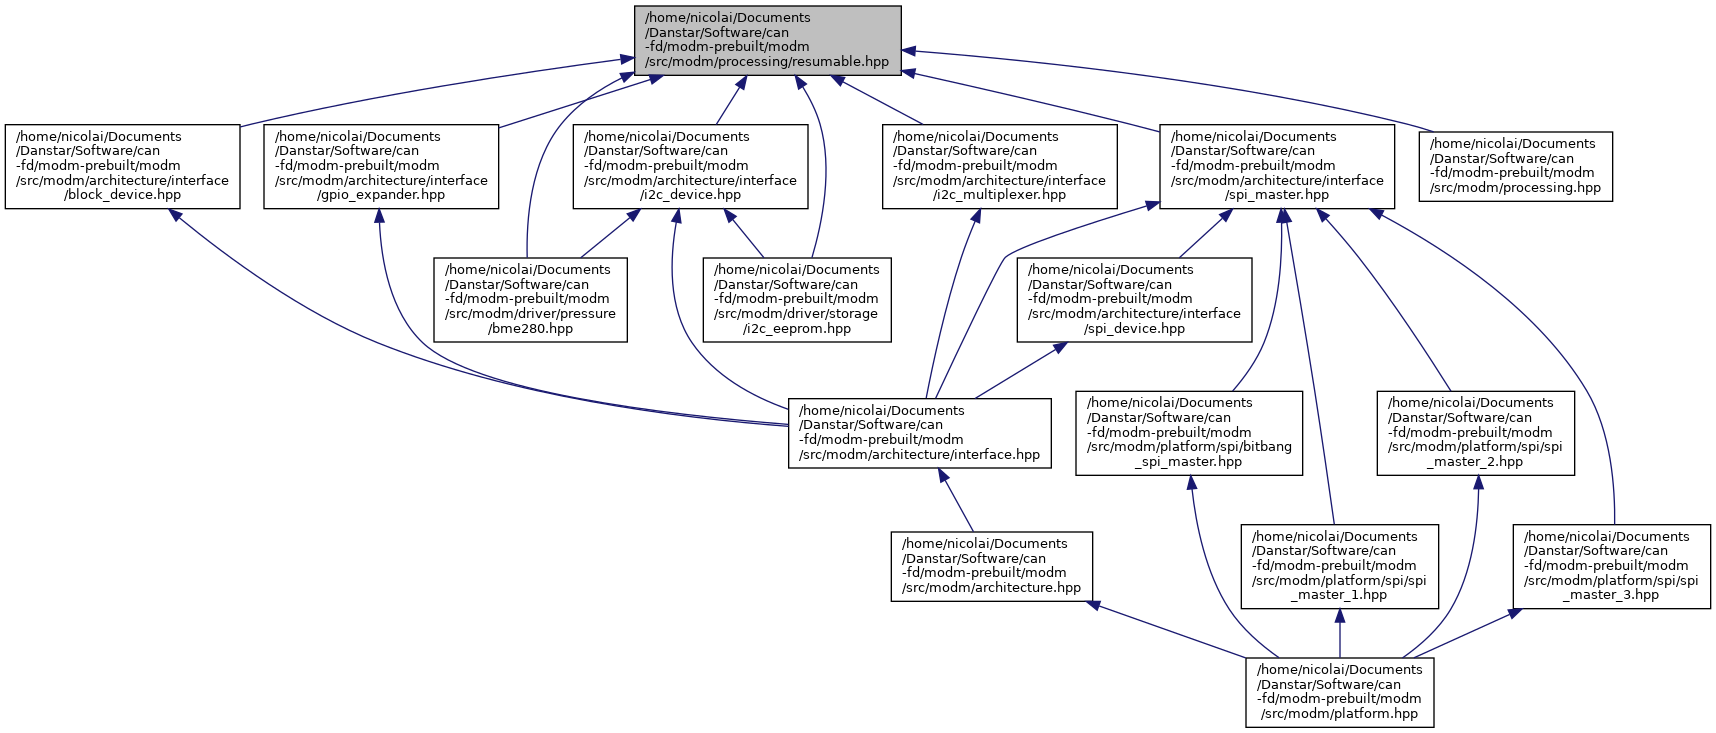 /home/nicolai/Documents
/Danstar/Software/can
-fd/modm-prebuilt/modm
/src/modm/processing/resumable.hpp
/home/nicolai/Documents
/Danstar/Software/can
-fd/modm-prebuilt/modm
/src/modm/architecture/interface
/block_device.hpp
/home/nicolai/Documents
/Danstar/Software/can
-fd/modm-prebuilt/modm
/src/modm/architecture/interface
/gpio_expander.hpp
/home/nicolai/Documents
/Danstar/Software/can
-fd/modm-prebuilt/modm
/src/modm/architecture/interface
/i2c_device.hpp
/home/nicolai/Documents
/Danstar/Software/can
-fd/modm-prebuilt/modm
/src/modm/architecture/interface
/i2c_multiplexer.hpp
/home/nicolai/Documents
/Danstar/Software/can
-fd/modm-prebuilt/modm
/src/modm/architecture/interface
/spi_master.hpp
/home/nicolai/Documents
/Danstar/Software/can
-fd/modm-prebuilt/modm
/src/modm/processing.hpp
/home/nicolai/Documents
/Danstar/Software/can
-fd/modm-prebuilt/modm
/src/modm/driver/pressure
/bme280.hpp
/home/nicolai/Documents
/Danstar/Software/can
-fd/modm-prebuilt/modm
/src/modm/driver/storage
/i2c_eeprom.hpp
/home/nicolai/Documents
/Danstar/Software/can
-fd/modm-prebuilt/modm
/src/modm/architecture/interface
/spi_device.hpp
/home/nicolai/Documents
/Danstar/Software/can
-fd/modm-prebuilt/modm
/src/modm/architecture/interface.hpp
/home/nicolai/Documents
/Danstar/Software/can
-fd/modm-prebuilt/modm
/src/modm/platform/spi/bitbang
_spi_master.hpp
/home/nicolai/Documents
/Danstar/Software/can
-fd/modm-prebuilt/modm
/src/modm/platform/spi/spi
_master_2.hpp
/home/nicolai/Documents
/Danstar/Software/can
-fd/modm-prebuilt/modm
/src/modm/architecture.hpp
/home/nicolai/Documents
/Danstar/Software/can
-fd/modm-prebuilt/modm
/src/modm/platform/spi/spi
_master_1.hpp
/home/nicolai/Documents
/Danstar/Software/can
-fd/modm-prebuilt/modm
/src/modm/platform/spi/spi
_master_3.hpp
/home/nicolai/Documents
/Danstar/Software/can
-fd/modm-prebuilt/modm
/src/modm/platform.hpp